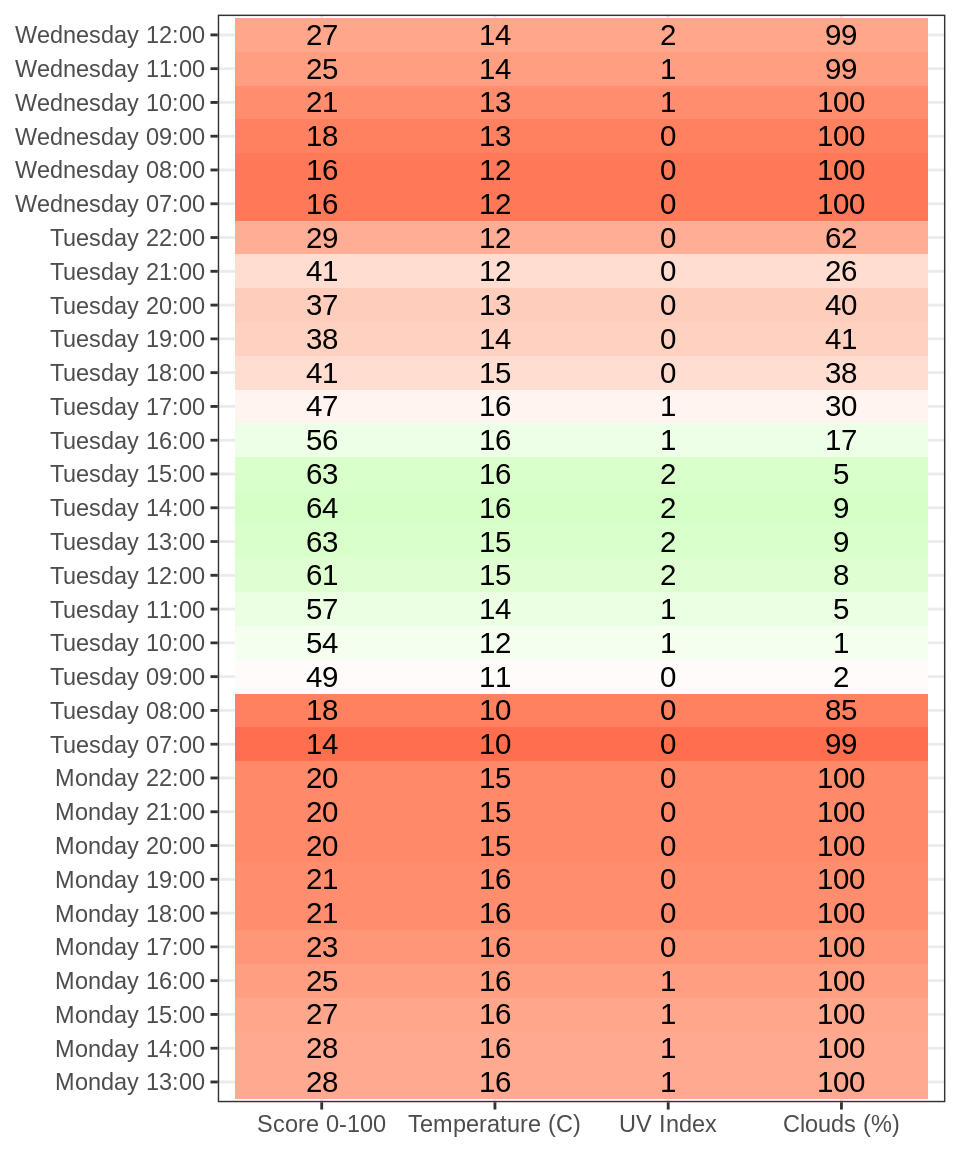 Wednesday 12:00 27 14 2 99
Wednesday 11:00 25 14 1 99
Wednesday 10:00 21 13 1 100
Wednesday 09:00 18 13 0 100
Wednesday 08:00 16 12 0 100
Wednesday 07:00 16 12 0 100
Tuesday 22:00 29 12 0 62
Tuesday 21:00 41 12 0 26
Tuesday 20:00 37 13 0 40
Tuesday 19:00 38 14 0 41
Tuesday 18:00 41 15 0 38
Tuesday 17:00 47 16 1 30
Tuesday 16:00 56 16 1 17
Tuesday 15:00 63 16 2 5
Tuesday 14:00 64 16 2 9
Tuesday 13:00 63 15 2 9
Tuesday 12:00 61 15 2 8
Tuesday 11:00 57 14 1 5
Tuesday 10:00 54 12 1 1
Tuesday 09:00 49 11 0 2
Tuesday 08:00 18 10 0 85
Tuesday 07:00 14 10 0 99
Monday 22:00 20 15 0 100
Monday 21:00 20 15 0 100
Monday 20:00 20 15 0 100
Monday 19:00 21 16 0 100
Monday 18:00 21 16 0 100
Monday 17:00 23 16 0 100
Monday 16:00 25 16 1 100
Monday 15:00 27 16 1 100
Monday 14:00 28 16 1 100
Monday 13:00 28 16 1 100
Score 0-100 Temperature (C) UV Index Clouds (%)